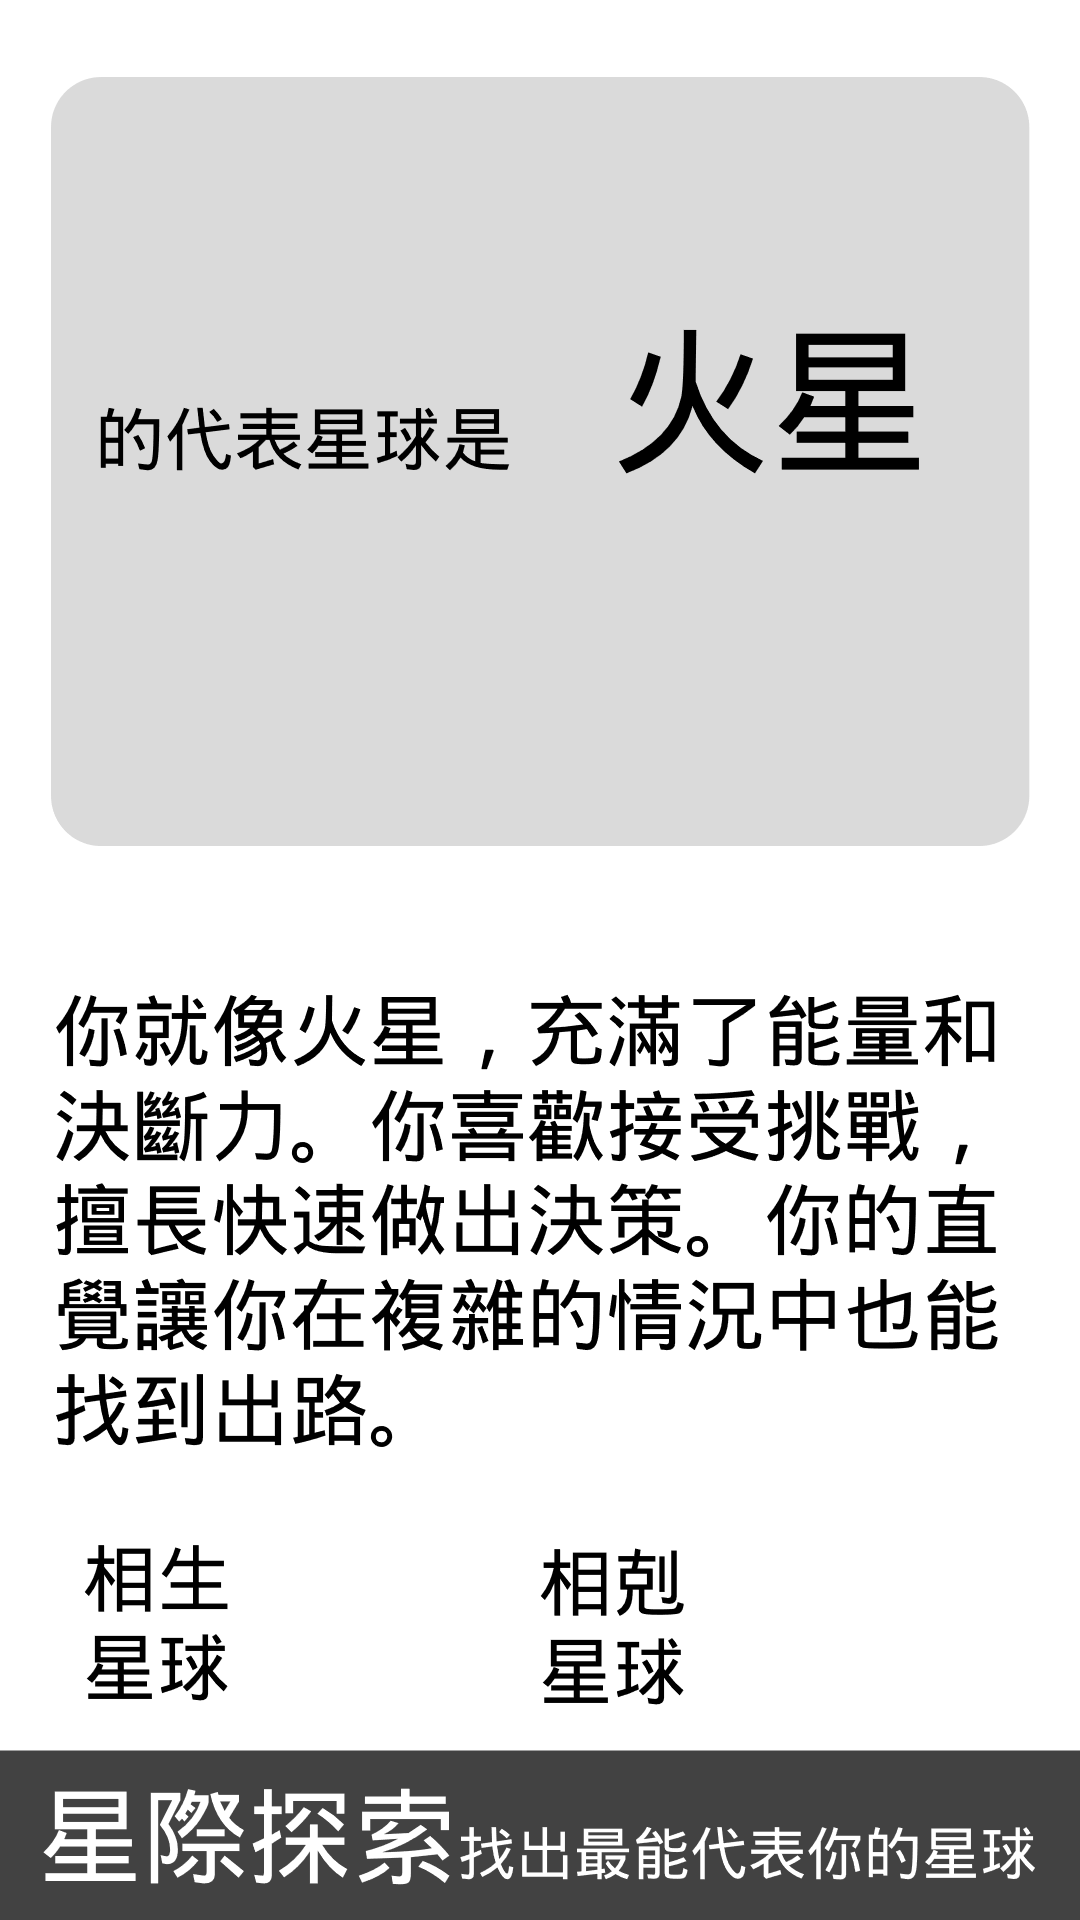 的代表星球是 火星
你就像火星，充滿了能量和
決斷力。你喜歡接受挑戰，
擅長快速做出決策。你的直
覺讓你在複雜的情況中也能
找到出路。
相生
星球
相剋
星球
星際探索找出最能代表你的星球